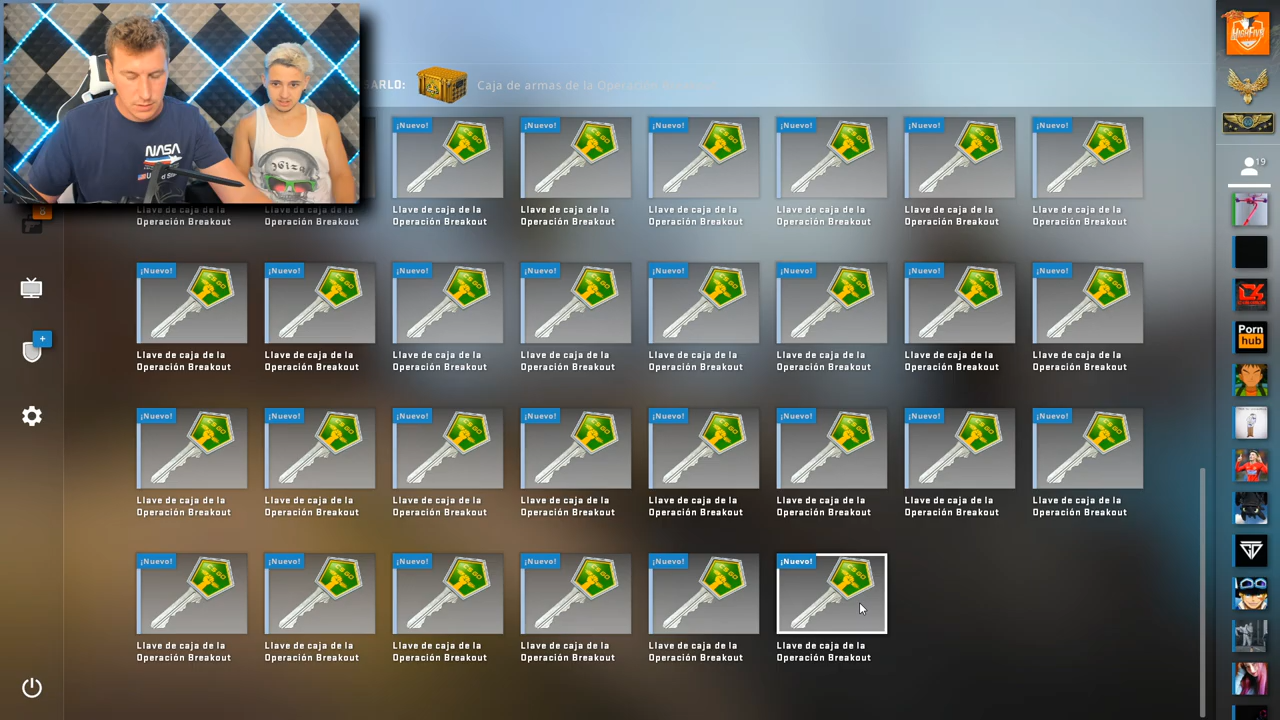 SARLO: Caja de armas de la Operación Breakout
¡Nuevo! ¡Nuevo! ¡Nuevo! ¡Nuevo! ¡Nuevo! ¡Nuevo!
Llave de caja de la Llave de caja de la Llave de caja de la Llave de caja de la Llave de caja de la Llave de caja de la Llave de caja de la Llave de caja de la
Operación Breakout Operación Breakout Operación Breakout Operación Breakout Operación Breakout Operación Breakout Operación Breakout Operación Breakout
¡Nuevo! ¡Nuevo! ¡Nuevo! ¡Nuevo! ¡Nuevo! ¡Nuevo! ¡Nuevo! ¡Nuevo!
Llave de caja de la Llave de caja de la Llave de caja de la Llave de caja de la Llave de caja de la Llave de caja de la Llave de caja de la Llave de caja de la
Operación Breakout Operación Breakout Operación Breakout Operación Breakout Operación Breakout Operación Breakout Operación Breakout Operación Breakout
¡Nuevo! ¡Nuevo! ¡Nuevo! ¡Nuevo! ¡Nuevo! ¡Nuevo! ¡Nuevo! ¡Nuevo!
Llave de caja de la Llave de caja de la Llave de caja de la Llave de caja de la Llave de caja de la Llave de caja de la Llave de caja de la Llave de caja de la
Operación Breakout Operación Breakout Operación Breakout Operación Breakout Operación Breakout Operación Breakout Operación Breakout Operación Breakout
¡Nuevo! ¡Nuevo! ¡Nuevo! ¡Nuevo! ¡Nuevo! ¡Nuevo!
Llave de caja de la Llave de caja de la Llave de caja de la Llave de caja de la Llave de caja de la Llave de caja de la
Operación Breakout Operación Breakout Operación Breakout Operación Breakout Operación Breakout Operación Breakout
NASA
8
+
HIGHFIVE
19
Porn
hub